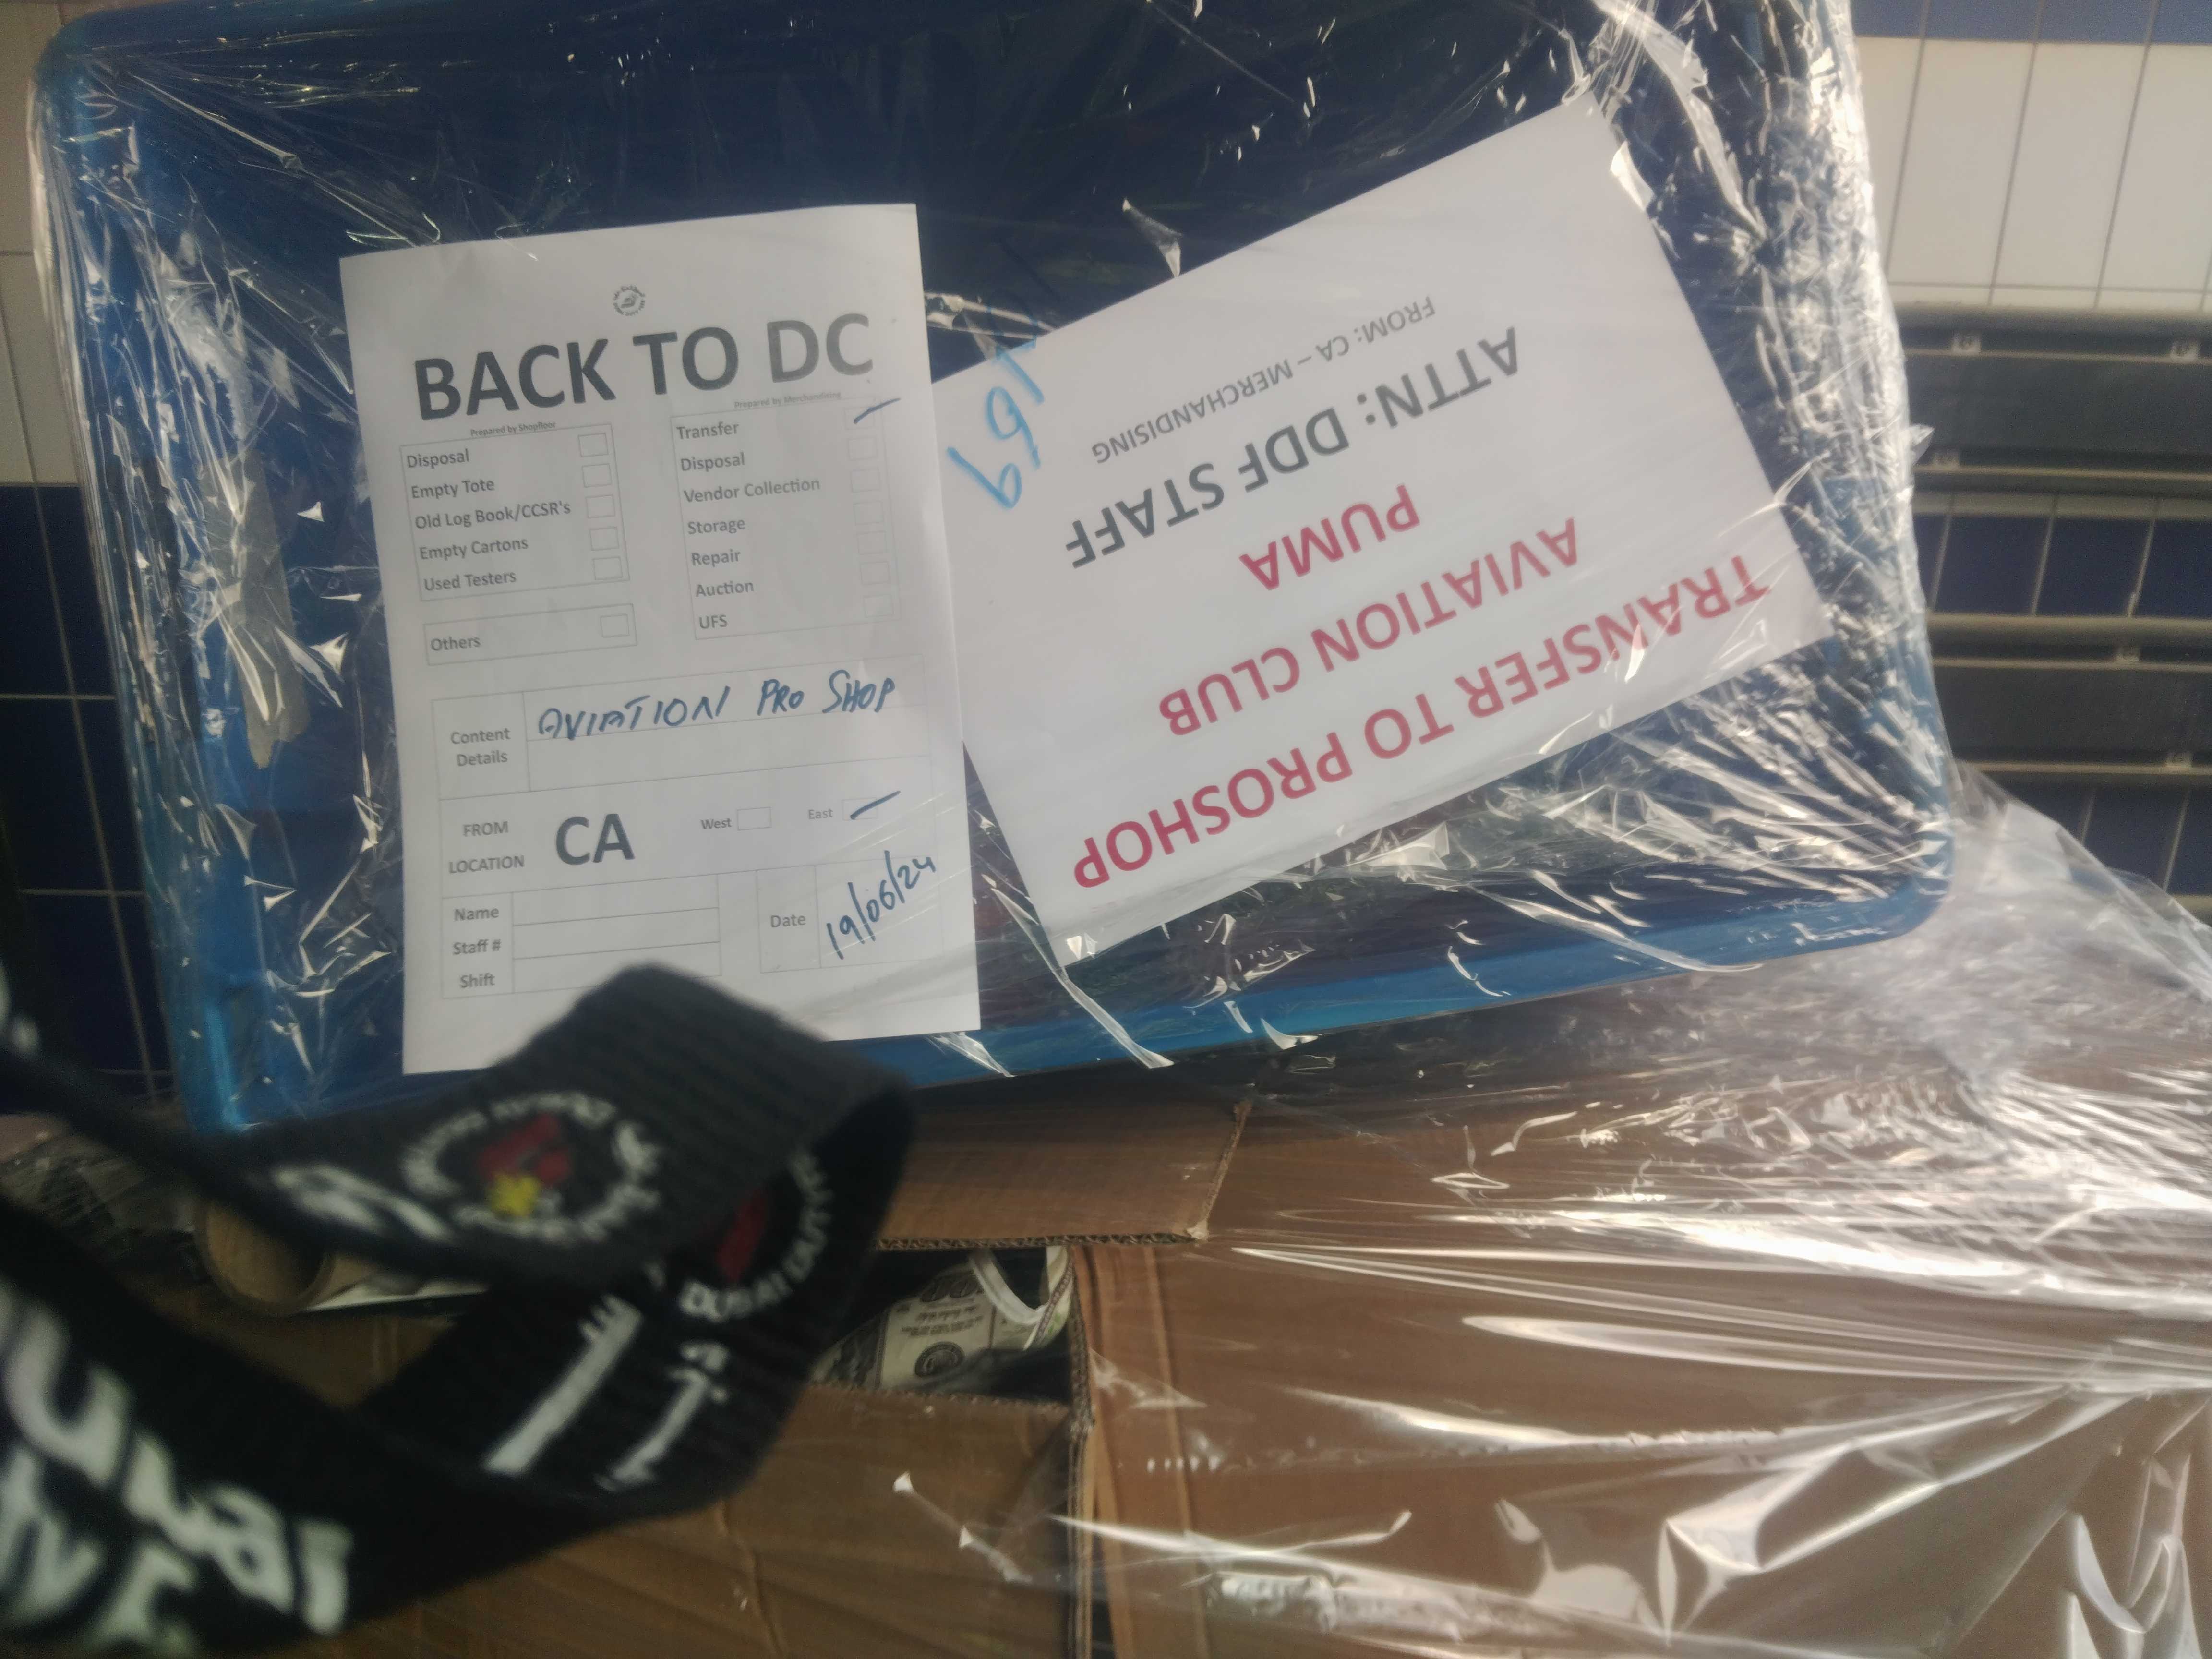 BACK TO DC
Prepared by Shopfloor
Disposal
Empty Tote
Old Log Book/CCSR's
Empty Cartons
Used Testers
Others
Prepared by Merchandising
Transfer
Disposal
Vendor Collection
Storage
Repair
Auction
UFS
Content
Details
AVIATION PRO SHOP
FROM
LOCATION
CA
West
East
Name
Staff #
Shift
Date
19/06/24
TRANSFER TO PROSHOP
AVIATION CLUB
PUMA
ATTN: DDF STAFF
FROM: CA – MERCHANDISING
DUBAI DUTY